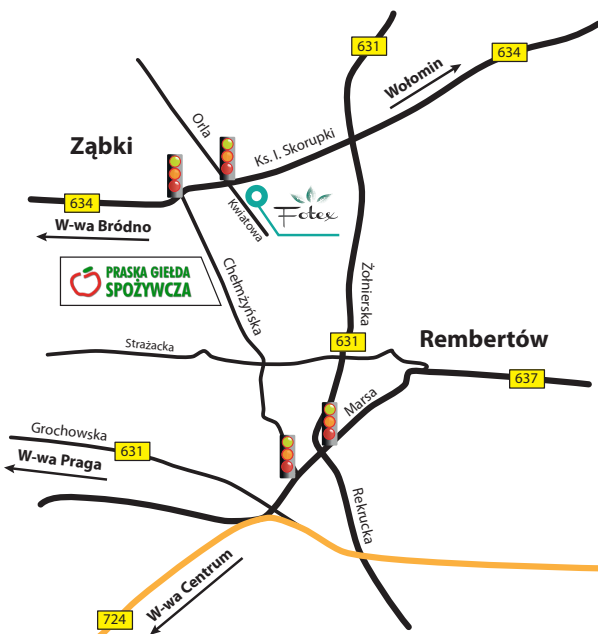 631
634
Wołomin
Orla
Ząbki
Ks. I. Skorupki
634
W-wa Bródno
Kwiatowa
Fotex
PRASKA GIEŁDA
SPOŻYWCZA
Chełmżyńska
Żołnierska
Strażacka
631
Rembertów
637
Marsa
Grochowska
631
W-wa Praga
Rekrucka
W-wa Centrum
724